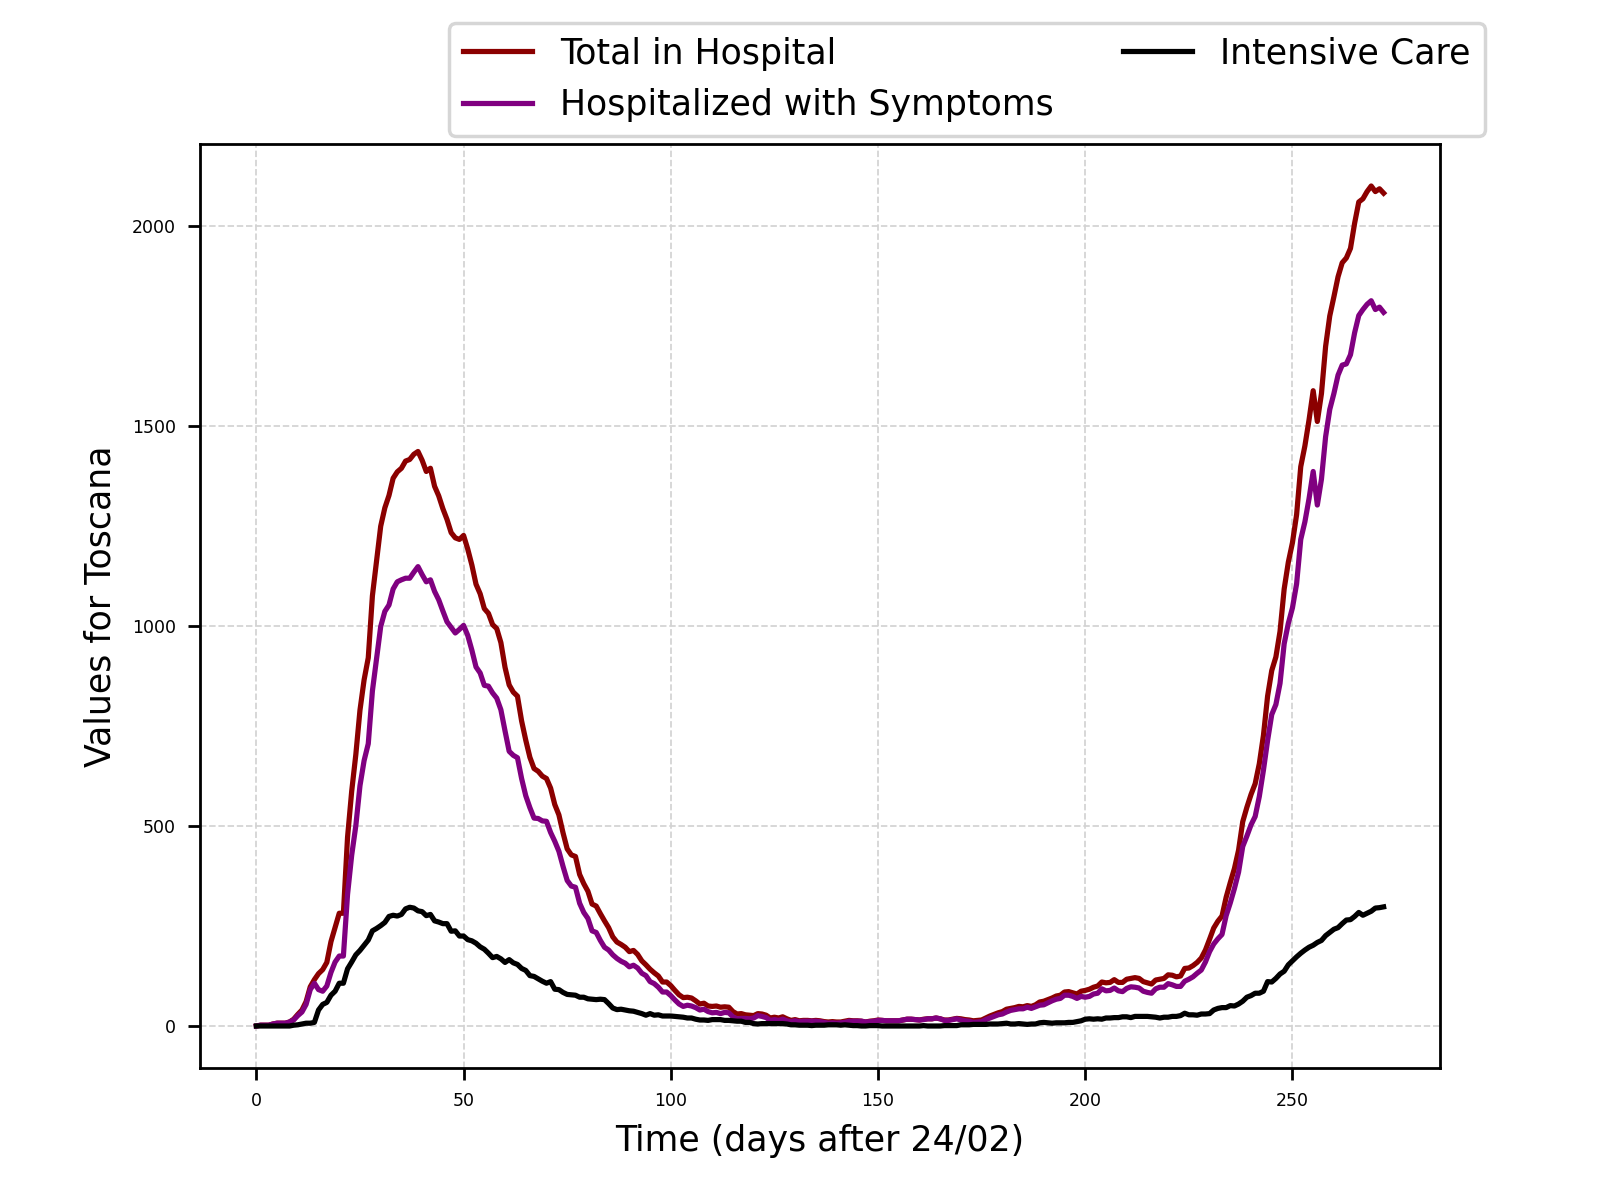 Total in Hospital
Hospitalized with Symptoms
Intensive Care
Values for Toscana
2000
1500
1000
500
0
0 50 100 150 200 250
Time (days after 24/02)